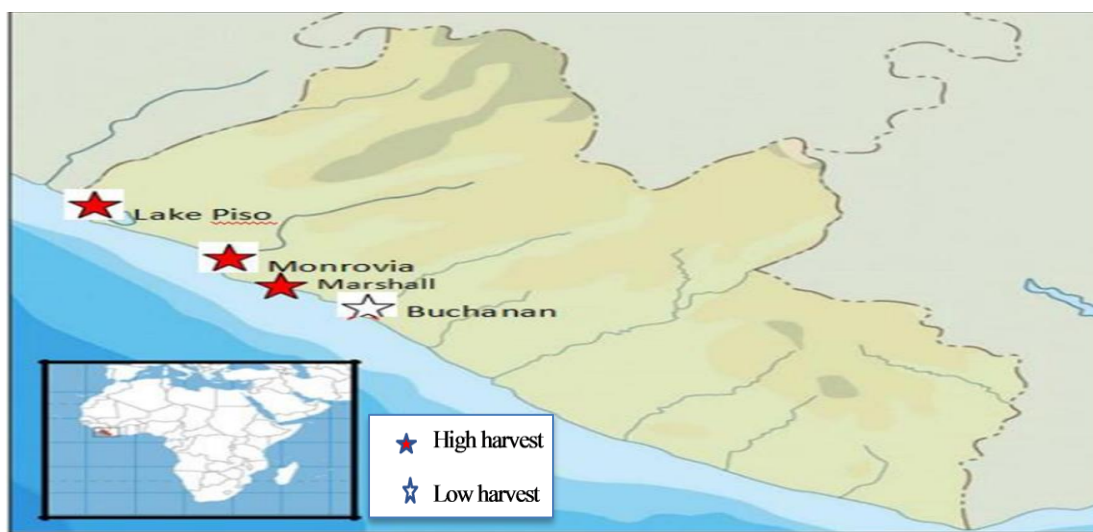 Lake Piso
Monrovia
Marshall
Buchanan
High harvest
Low harvest